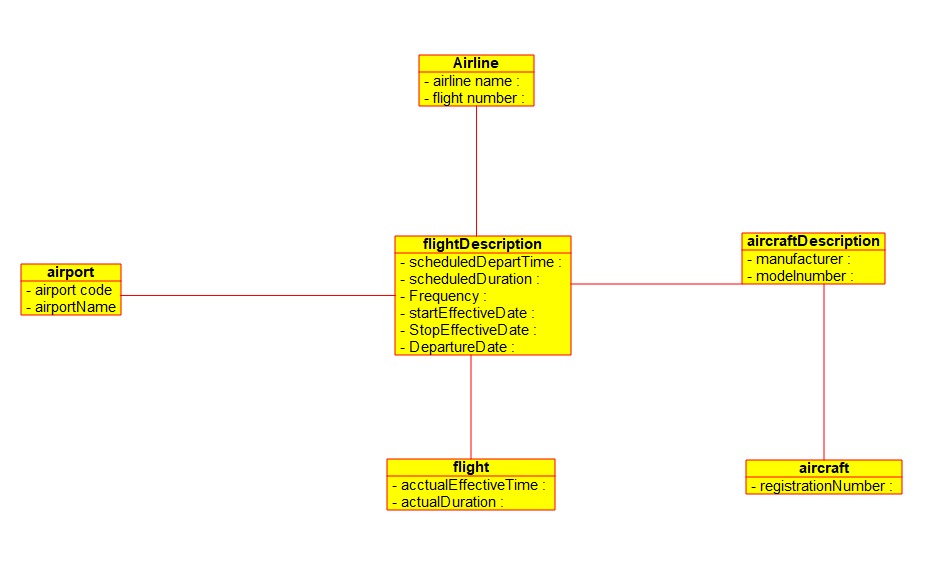 Airline
- airline name :
- flight number :
flightDescription
- scheduledDepartTime :
- scheduledDuration :
- Frequency :
- startEffectiveDate :
- StopEffectiveDate :
- DepartureDate :
aircraftDescription
- manufacturer :
- modelnumber :
airport
- airport code
- airportName
flight
- acctualEffectiveTime :
- actualDuration :
aircraft
- registrationNumber :